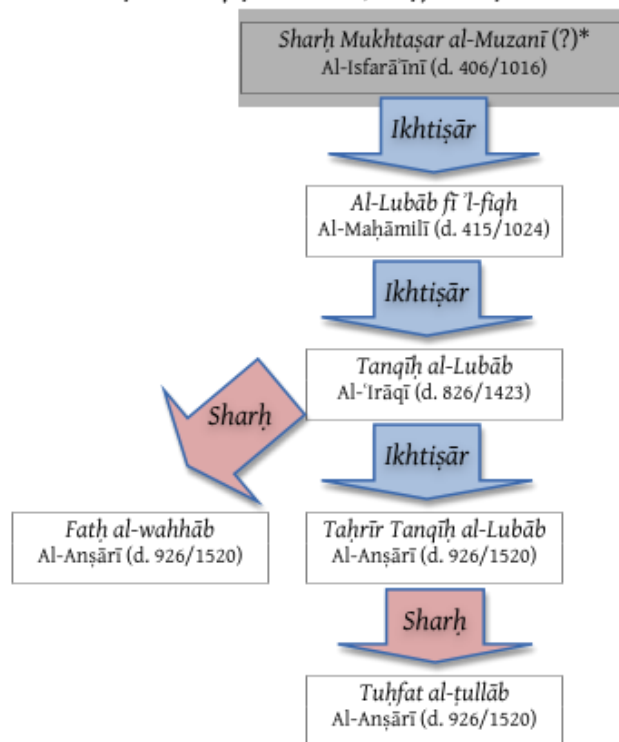 Sharḥ Mukhtaṣar al-Muzanī (?)*
Al-Isfarāʾīnī (d. 406/1016)
Ikhtiṣār
Al-Lubāb fī ʾl-fiqh
Al-Maḥāmilī (d. 415/1024)
Ikhtiṣār
Tanqīḥ al-Lubāb
Al-ʿIrāqī (d. 826/1423)
Sharḥ
Ikhtiṣār
Fatḥ al-wahhāb
Al-Anṣārī (d. 926/1520)
Taḥrīr Tanqīḥ al-Lubāb
Al-Anṣārī (d. 926/1520)
Sharḥ
Tuḥfat al-ṭullāb
Al-Anṣārī (d. 926/1520)